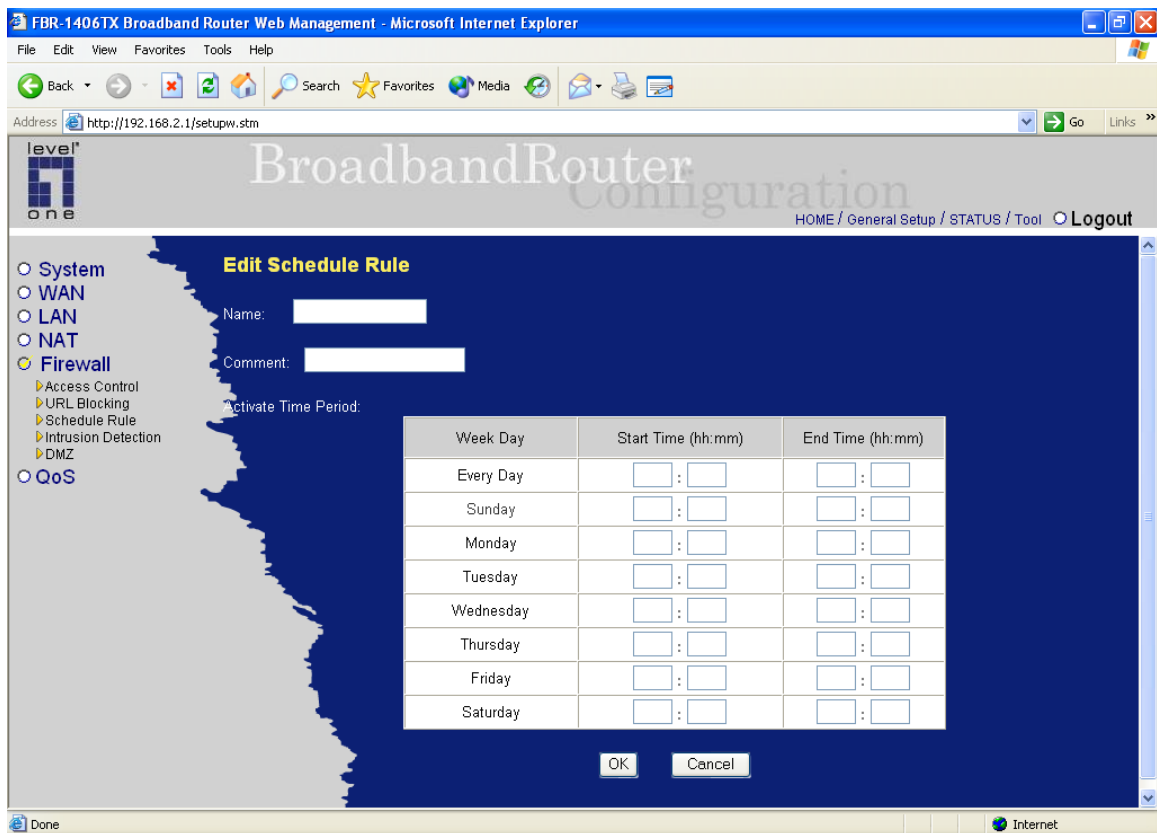 FBR-1406TX Broadband Router Web Management - Microsoft Internet Explorer
File Edit View Favorites Tools Help
Back Search Favorites Media
Address http://192.168.2.1/setupw.stm Go Links »
level one
BroadbandRouter
Configuration
HOME / General Setup / STATUS / Tool Logout
System
WAN
LAN
NAT
Firewall
Access Control
URL Blocking
Schedule Rule
Intrusion Detection
DMZ
QoS
Edit Schedule Rule
Name:
Comment:
Activate Time Period:
Week Day Start Time (hh:mm) End Time (hh:mm)
Every Day : :
Sunday : :
Monday : :
Tuesday : :
Wednesday : :
Thursday : :
Friday : :
Saturday : :
OK Cancel
Done Internet